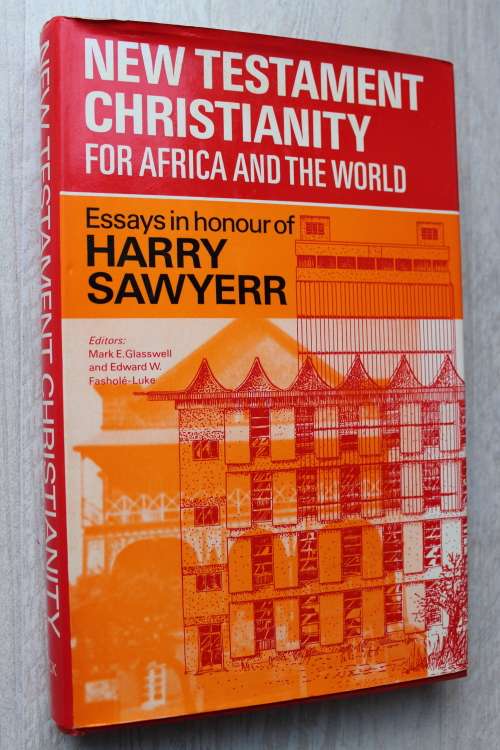 NEW TESTAMENT
CHRISTIANITY
FOR AFRICA AND THE WORLD
Essays in honour of
HARRY
SAWYERR
Editors:
Mark E.Glasswell
and Edward W.
Fasholé-Luke
NEW TESTAMENT CHRISTIANITY